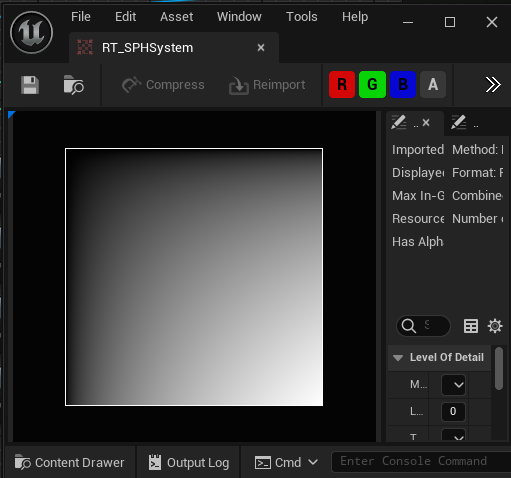 File Edit Asset Window Tools Help
RT_SPHSystem
Compress Reimport R G B A
Imported Method:
Displaye Format:
Max In-G Combine
Resource Number
Has Alph
Level Of Detail
M...
L... 0
T
Content Drawer Output Log Cmd Enter Console Command